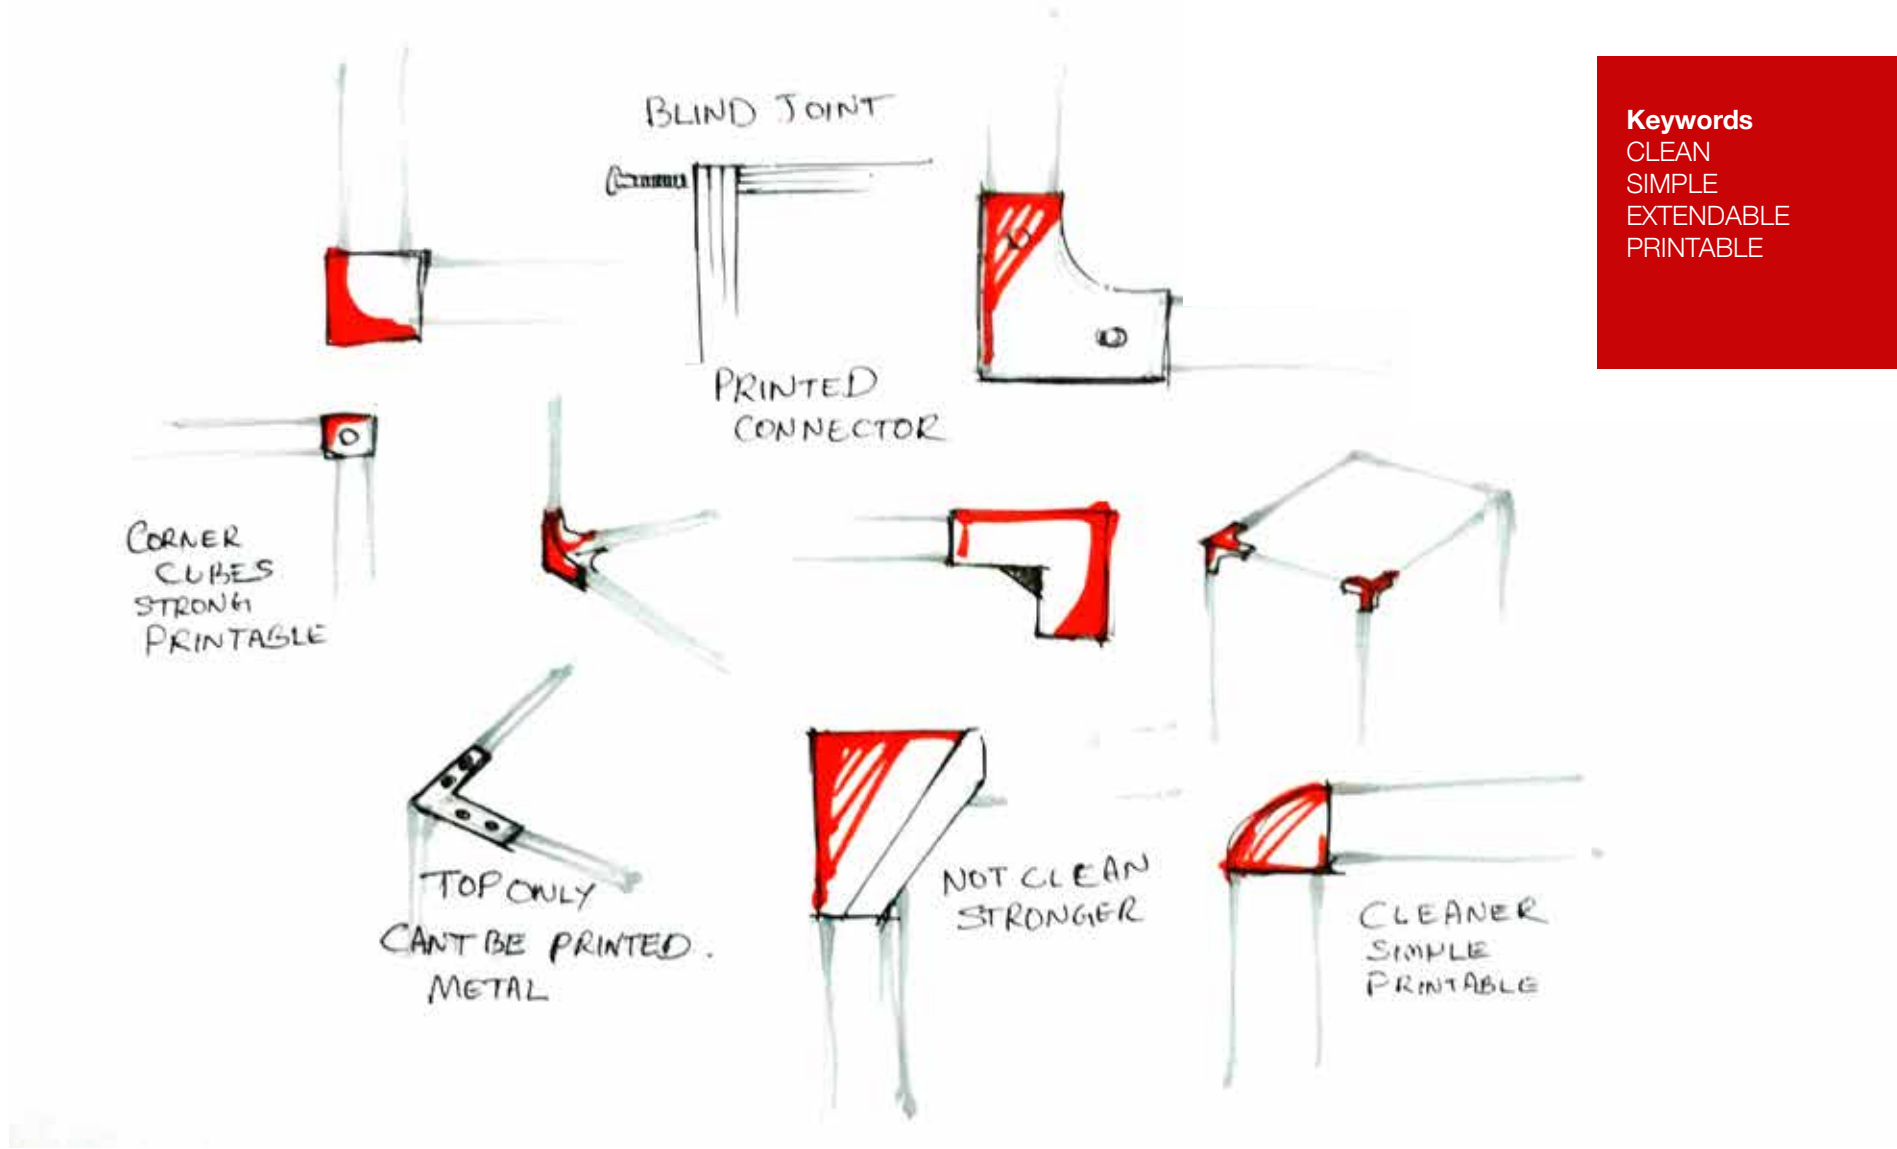 BLIND JOINT
PRINTED
CONNECTOR
Keywords
CLEAN
SIMPLE
EXTENDABLE
PRINTABLE
CORNER
CUBES
STRONG
PRINTABLE
TOP ONLY
CANT BE PRINTED.
METAL
NOT CLEAN
STRONGER
CLEANER
SIMPLE
PRINTABLE